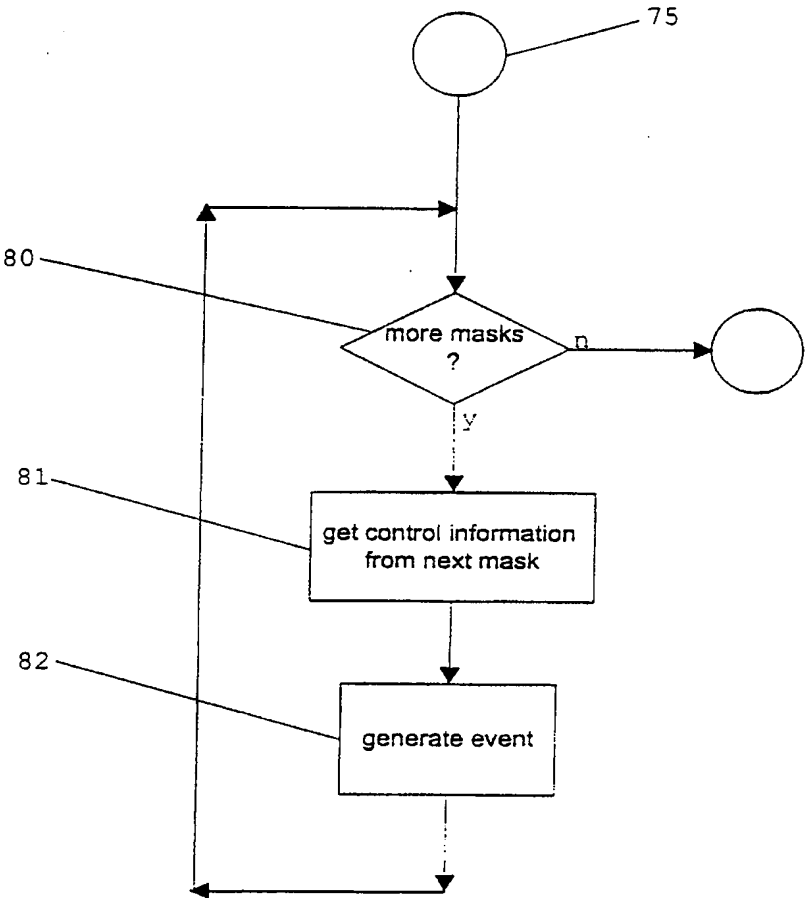 75
80
more masks
?
n
y
81
get control information
from next mask
82
generate event